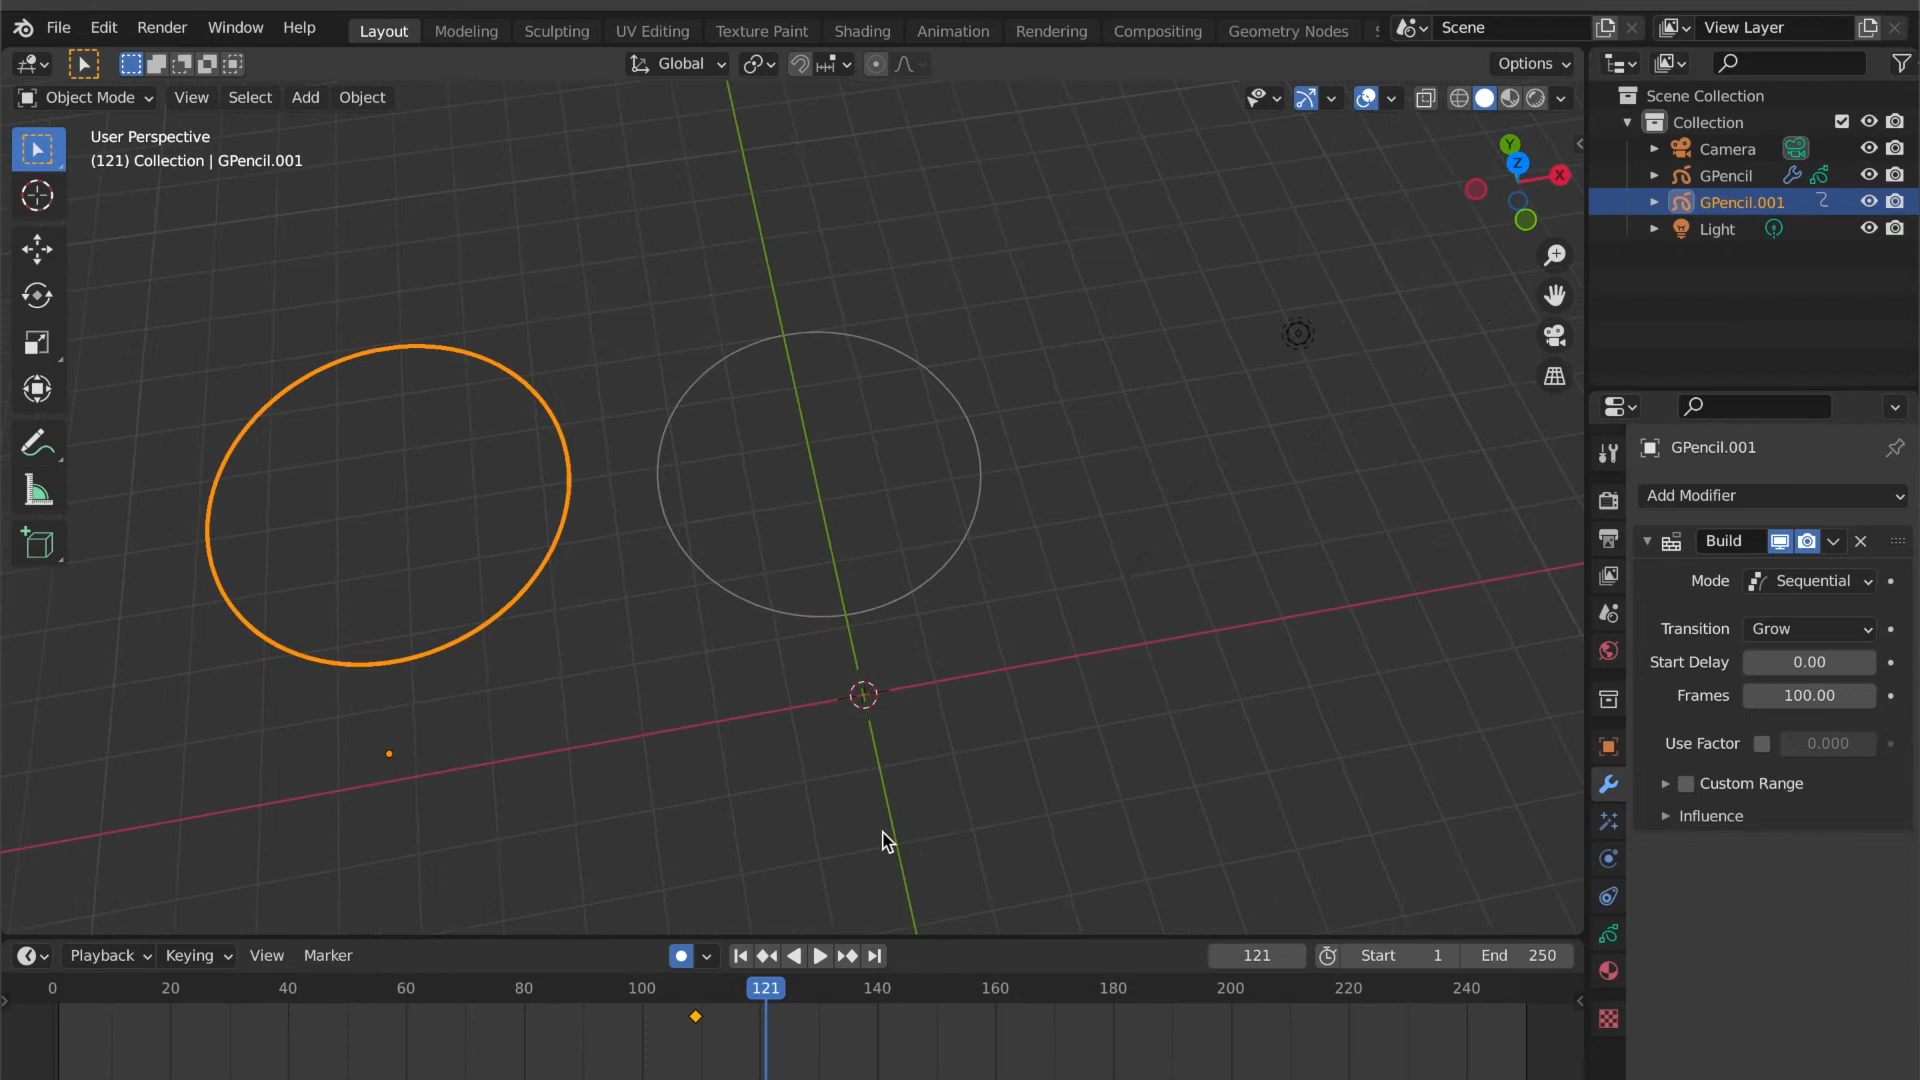 File Edit Render Window Help Layout Modeling Sculpting UV Editing Texture Paint Shading Animation Rendering Compositing Geometry Nodes Scene View Layer
Global Options
Object Mode View Select Add Object
Scene Collection
Collection
User Perspective
(121) Collection | GPencil.001
Camera
GPencil
GPencil.001
Light
Y
Z
X
GPencil.001
Add Modifier
Build
Mode Sequential
Transition Grow
Start Delay 0.00
Frames 100.00
Use Factor 0.000
Custom Range
Influence
Playback Keying View Marker 121 Start 1 End 250
0 20 40 60 80 100 121 140 160 180 200 220 240